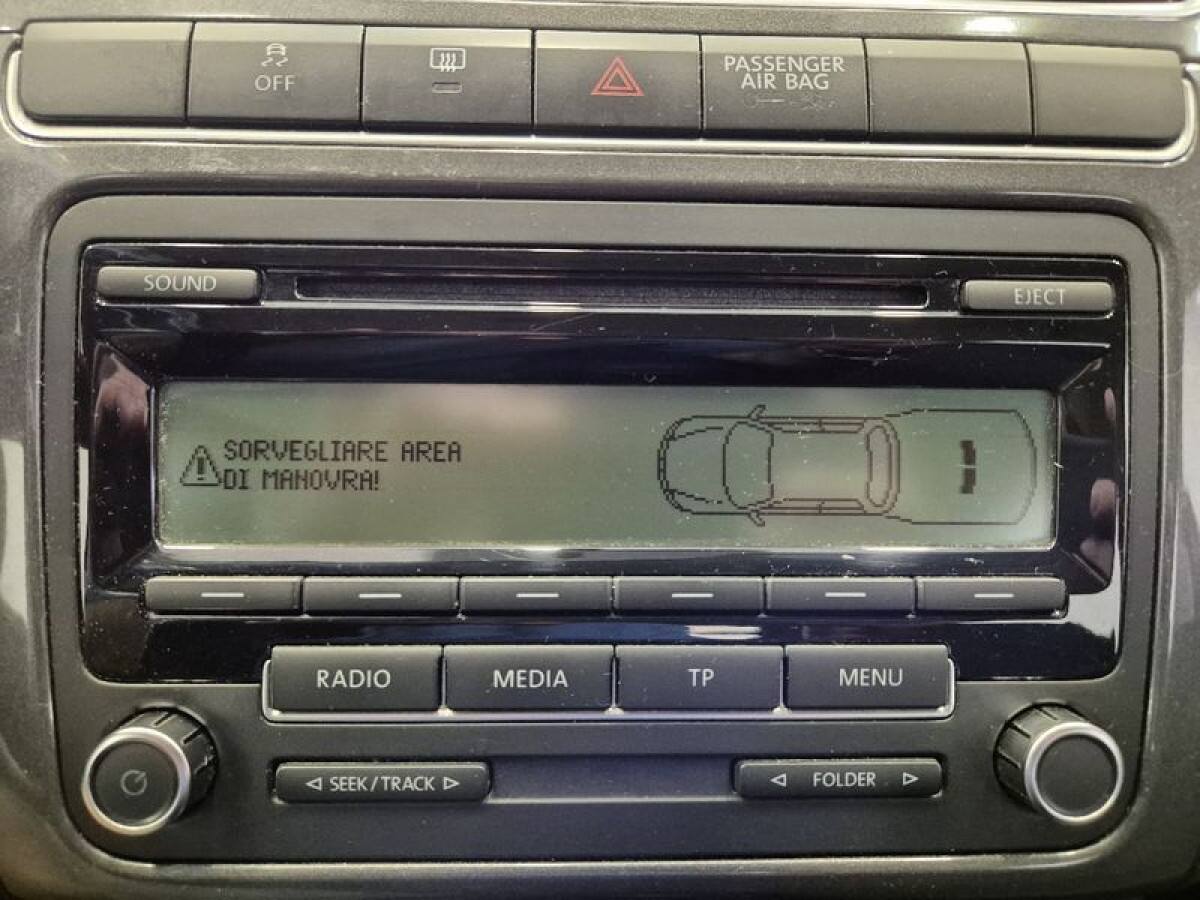 OFF
PASSENGER
AIR BAG
SOUND
EJECT
SORVEGLIARE AREA
DI MANOVRA!
RADIO
MEDIA
TP
MENU
SEEK/TRACK
FOLDER